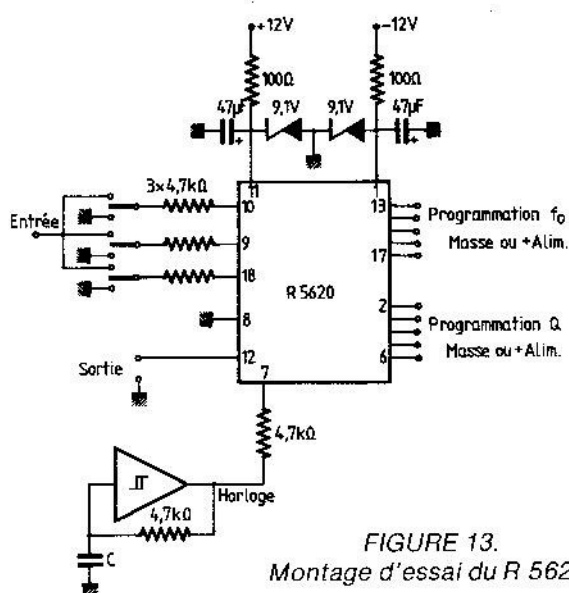 +12V
-12V
100Ω
100Ω
47µF
9,1V
9,1V
47µF
+
+
11
1
3×4,7kΩ
Entrée
10
9
18
8
12
7
R 5620
13
17
2
6
Programmation f₀
Masse ou +Alim.
Programmation Q
Masse ou +Alim.
Sortie
4,7kΩ
Horloge
4,7kΩ
C
FIGURE 13.
Montage d'essai du R 562